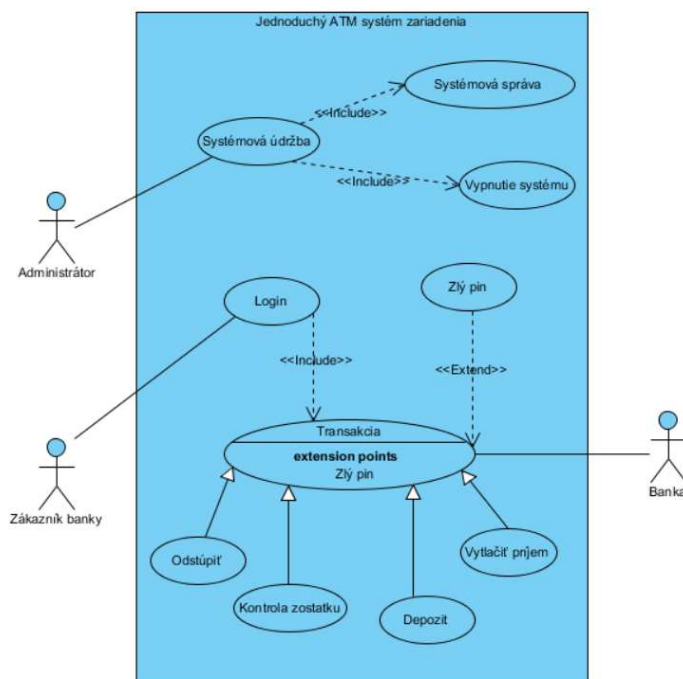 Jednoduchý ATM systém zariadenia
Systémová správa
<<Include>>
Systémová údržba
<<Include>>
Vypnutie systému
Administrátor
Login
Zlý pin
<<Include>>
<<Extend>>
Transakcia
extension points
Zlý pin
Zákazník banky
Banka
Odstúpiť
Vytlačiť príjem
Kontrola zostatku
Depozit